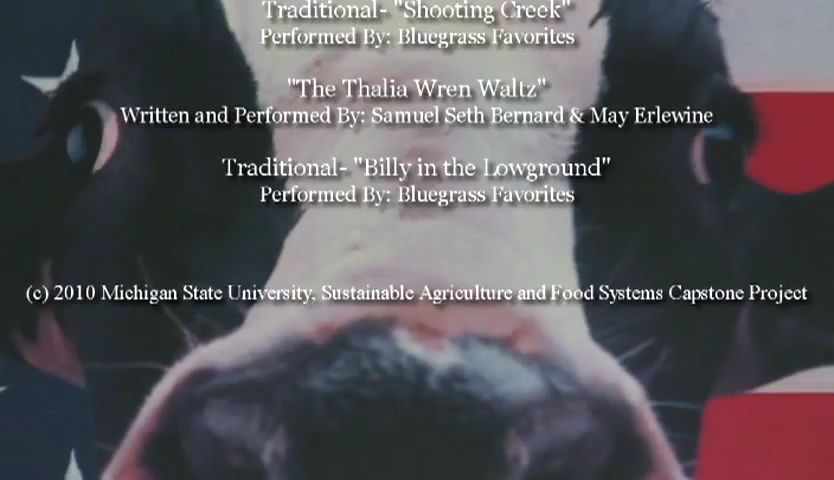 Traditional- "Shooting Creek"
Performed By: Bluegrass Favorites
"The Thalia Wren Waltz"
Written and Performed By: Samuel Seth Bernard & May Erlewine
Traditional- "Billy in the Lowground"
Performed By: Bluegrass Favorites
(c) 2010 Michigan State University, Sustainable Agriculture and Food Systems Capstone Project